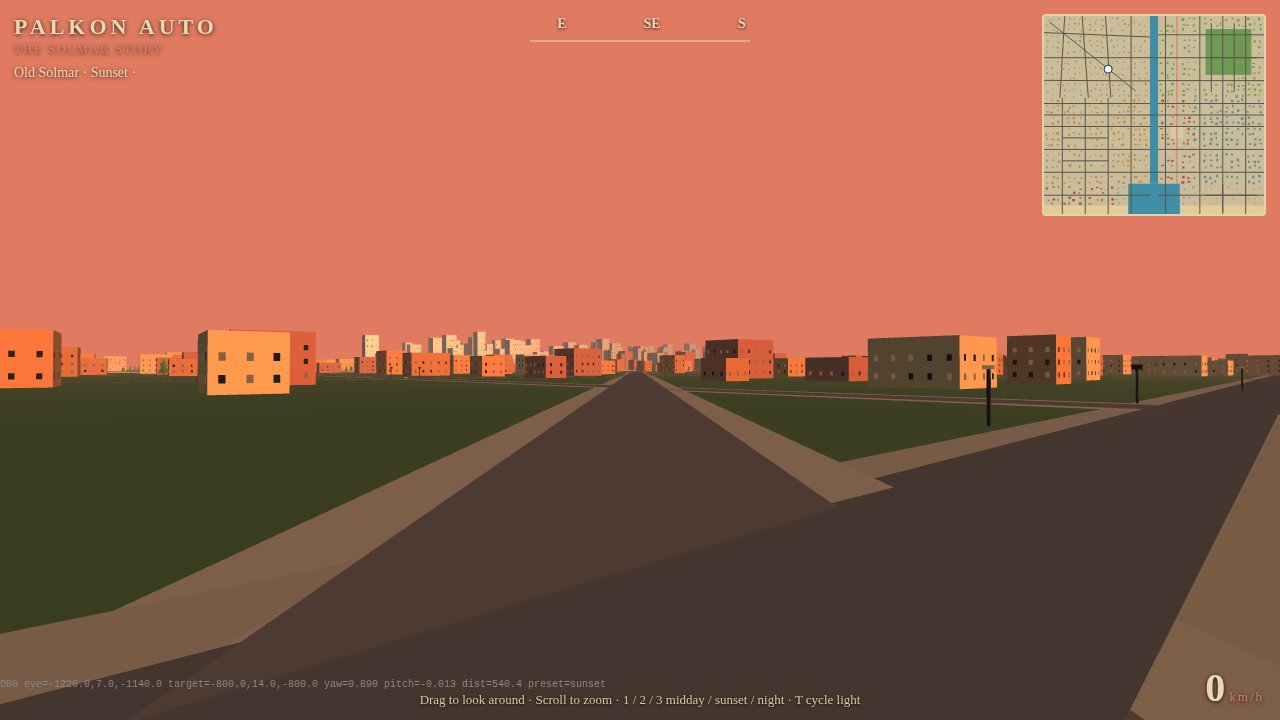 PALKON AUTO
THE SOLMAR STORY
Old Solmar · Sunset ·
E SE S
DBG eye=-1220.0,7.0,-1140.0 target=-800.0,14.0,-800.0 yaw=0.890 pitch=-0.013 dist=540.4 preset=sunset
Drag to look around · Scroll to zoom · 1 / 2 / 3 midday / sunset / night · T cycle light
0 km/h